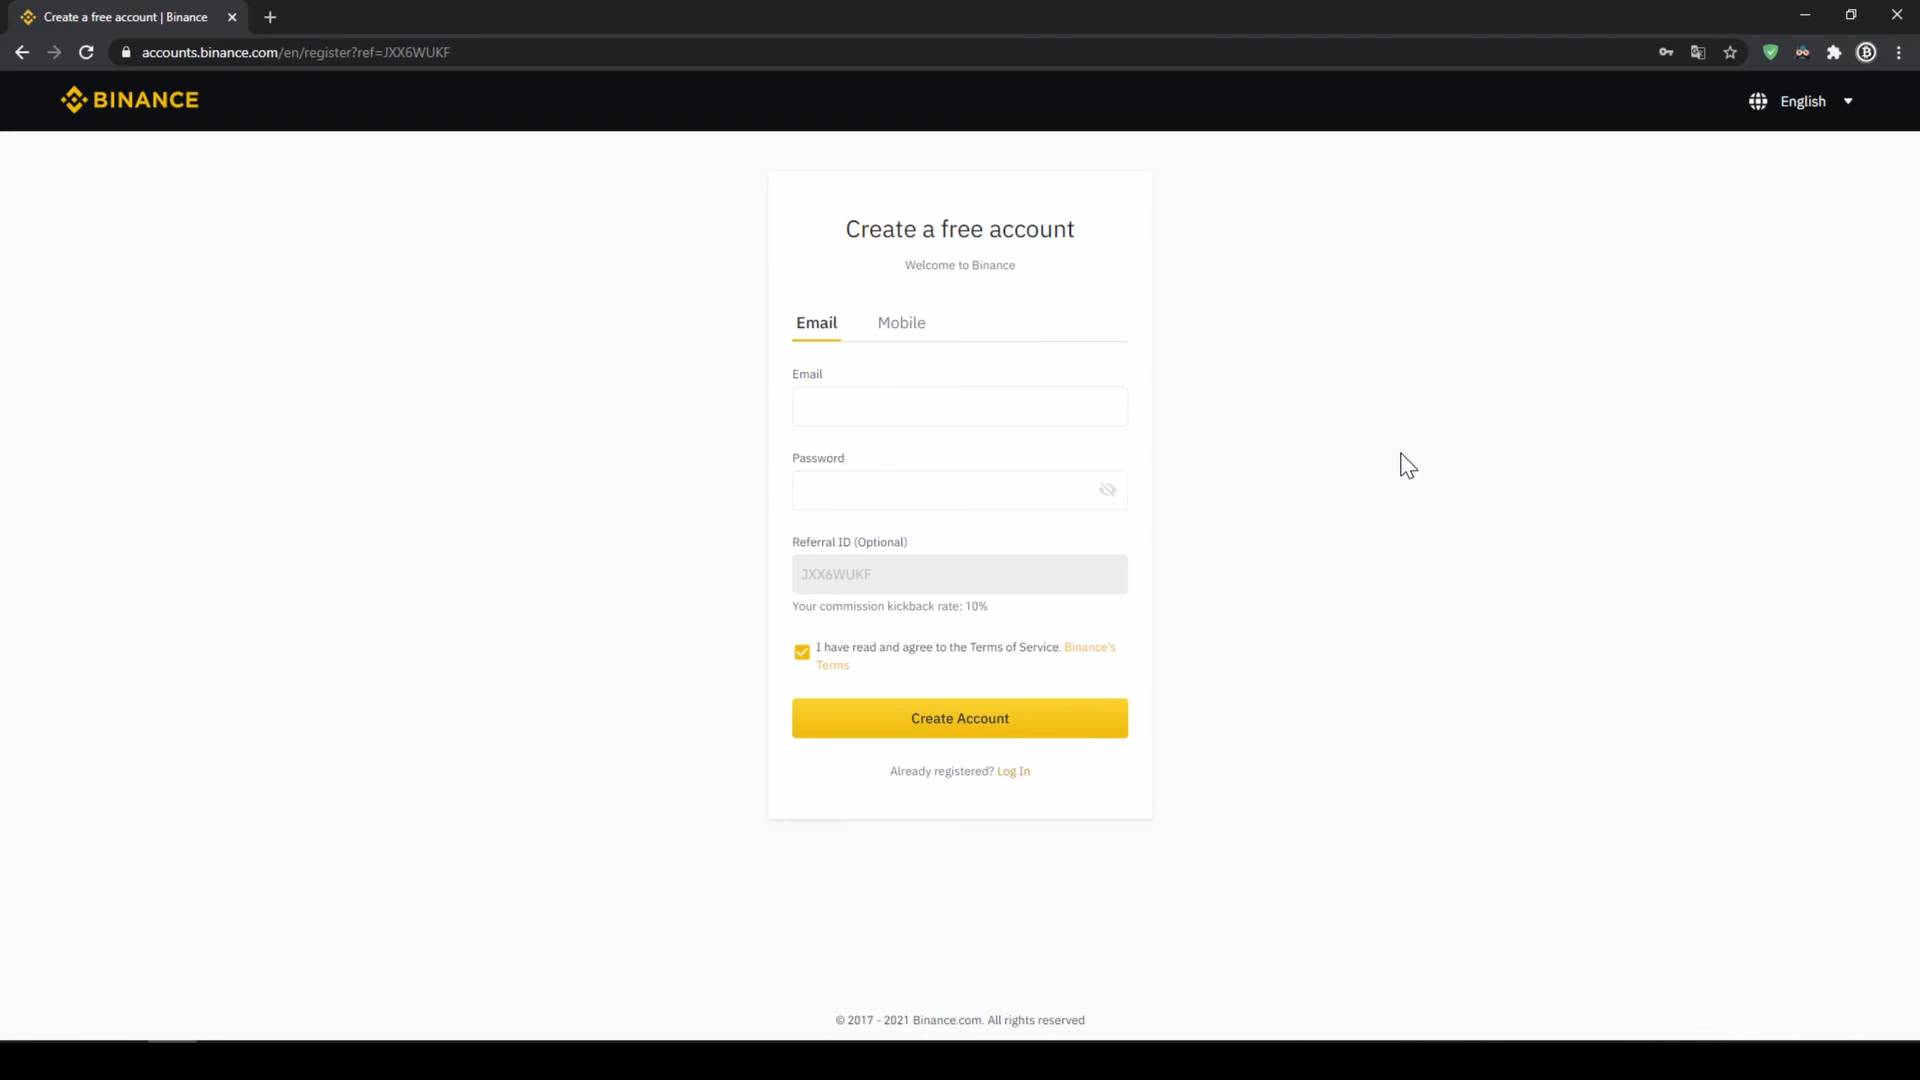 Create a free account | Binance
accounts.binance.com/en/register?ref=JXX6WUKF
BINANCE
English
Create a free account
Welcome to Binance
Email Mobile
Email
Password
Referral ID (Optional)
JXX6WUKF
Your commission kickback rate: 10%
I have read and agree to the Terms of Service. Binance's
Terms
Create Account
Already registered? Log In
© 2017 - 2021 Binance.com. All rights reserved